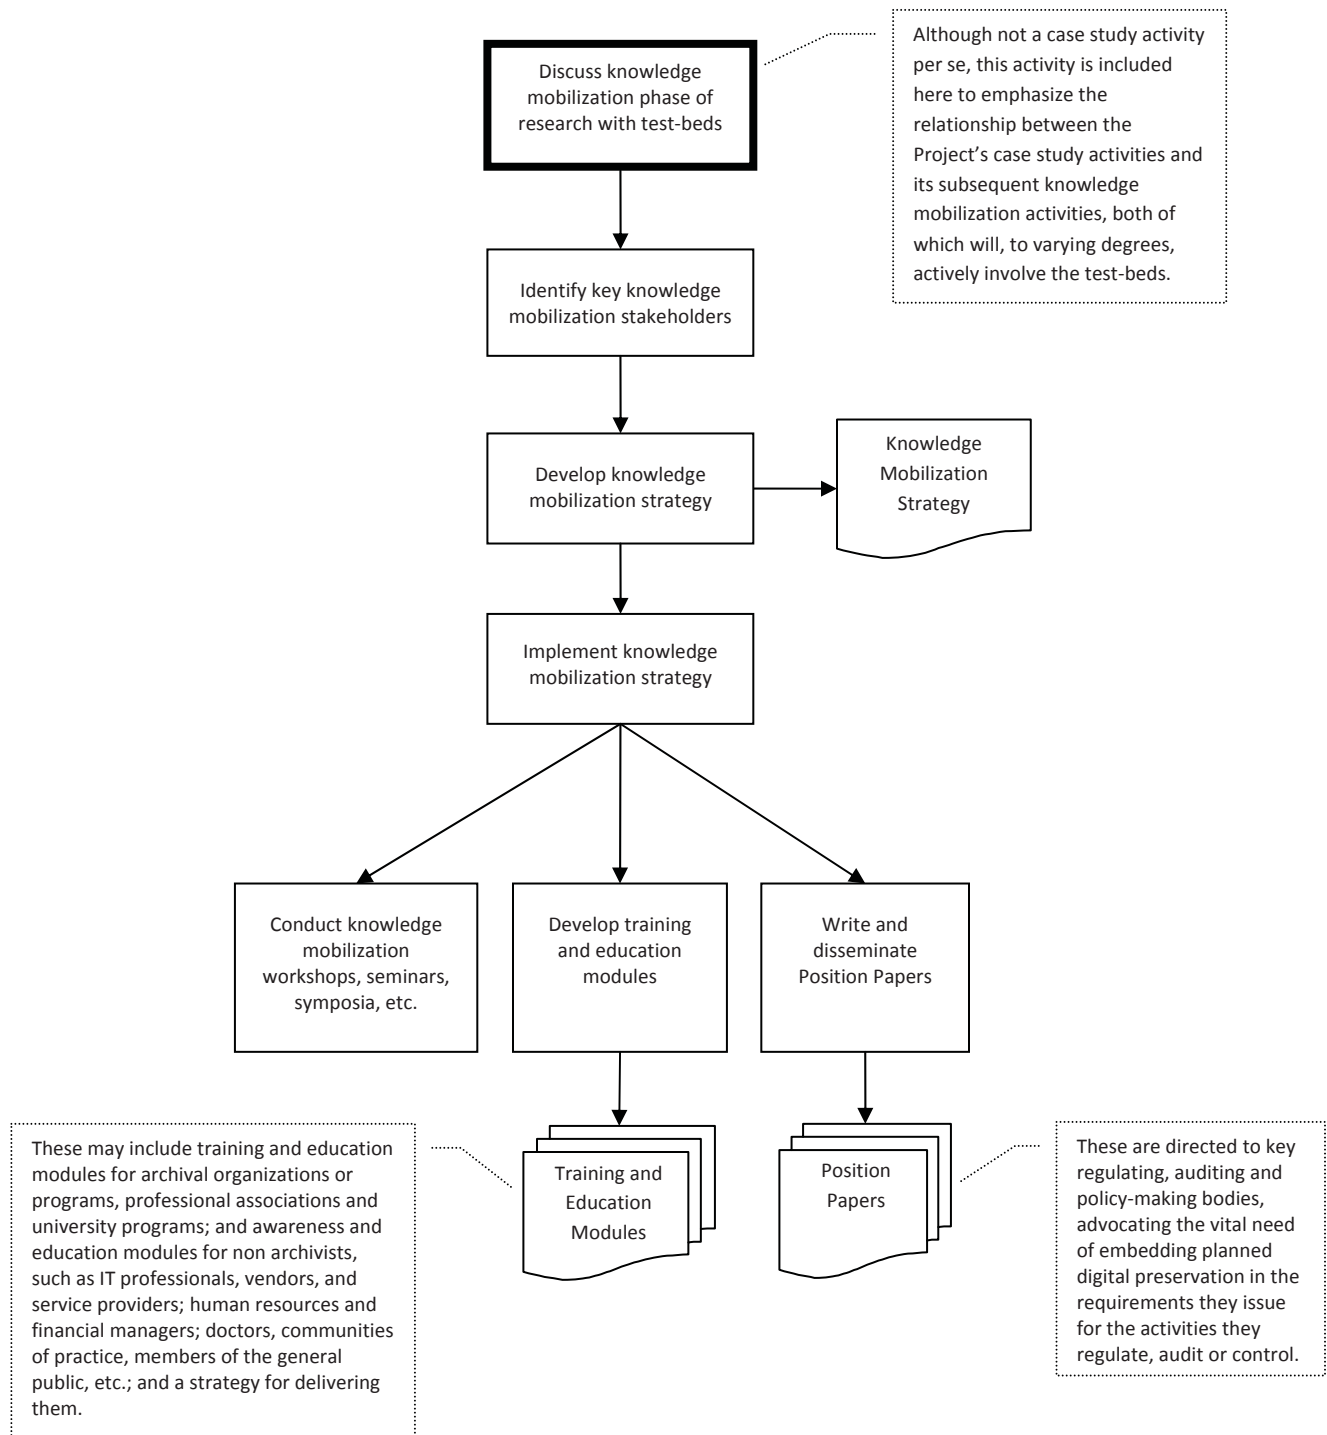 Discuss knowledge
mobilization phase of
research with test-beds
Although not a case study activity
per se, this activity is included
here to emphasize the
relationship between the
Project’s case study activities and
its subsequent knowledge
mobilization activities, both of
which will, to varying degrees,
actively involve the test-beds.
Identify key knowledge
mobilization stakeholders
Develop knowledge
mobilization strategy
Knowledge
Mobilization
Strategy
Implement knowledge
mobilization strategy
Conduct knowledge
mobilization
workshops, seminars,
symposia, etc.
Develop training
and education
modules
Write and
disseminate
Position Papers
These may include training and education
modules for archival organizations or
programs, professional associations and
university programs; and awareness and
education modules for non archivists,
such as IT professionals, vendors, and
service providers; human resources and
financial managers; doctors, communities
of practice, members of the general
public, etc.; and a strategy for delivering
them.
Training and
Education
Modules
Position
Papers
These are directed to key
regulating, auditing and
policy-making bodies,
advocating the vital need
of embedding planned
digital preservation in the
requirements they issue
for the activities they
regulate, audit or control.